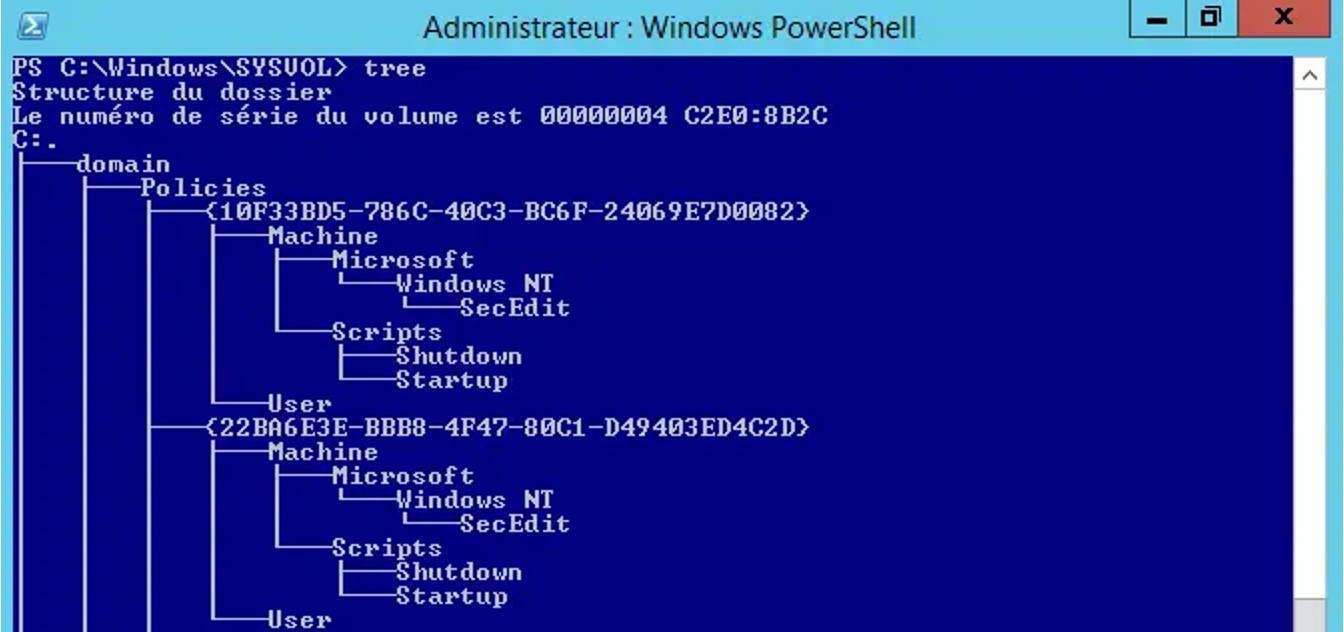 Administrateur : Windows PowerShell
PS C:\Windows\SYSVOL> tree
Structure du dossier
Le numéro de série du volume est 00000004 C2E0:8B2C
C:.
├───domain
│   ├───Policies
│   │   ├───{10F33BD5-786C-40C3-BC6F-24069E7D0082}
│   │   │   ├───Machine
│   │   │   │   ├───Microsoft
│   │   │   │   │   └───Windows NT
│   │   │   │   │       └───SecEdit
│   │   │   │   └───Scripts
│   │   │   │       ├───Shutdown
│   │   │   │       └───Startup
│   │   │   └───User
│   │   ├───{22BA6E3E-BBB8-4F47-80C1-D49403ED4C2D}
│   │   │   ├───Machine
│   │   │   │   ├───Microsoft
│   │   │   │   │   └───Windows NT
│   │   │   │   │       └───SecEdit
│   │   │   │   └───Scripts
│   │   │   │       ├───Shutdown
│   │   │   │       └───Startup
│   │   │   └───User